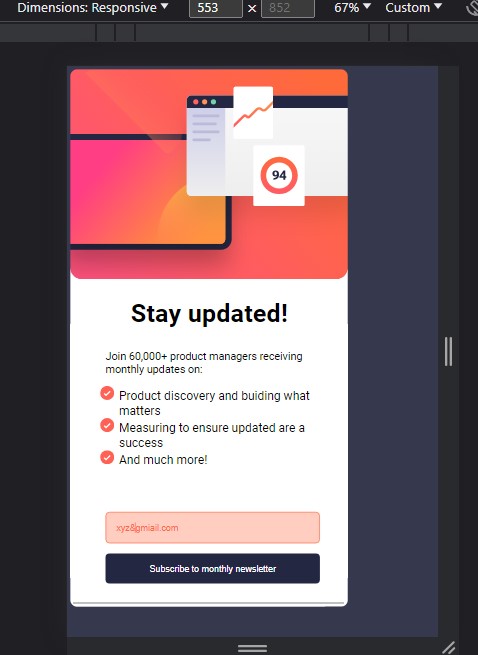 Dimensions: Responsive ▼ 553 × 852 67% ▼ Custom ▼
94
Stay updated!
Join 60,000+ product managers receiving
monthly updates on:
Product discovery and buiding what
matters
Measuring to ensure updated are a
success
And much more!
xyz&gmiail.com
Subscribe to monthly newsletter